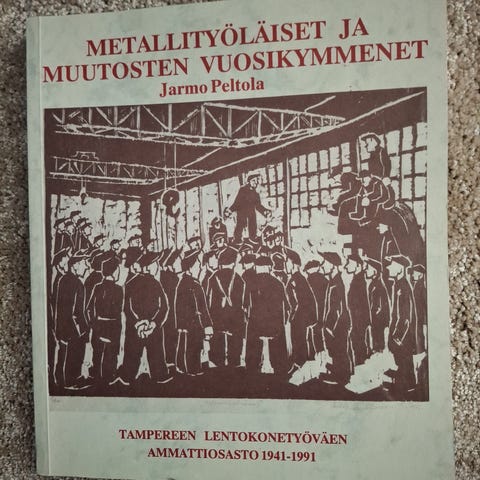 METALLITYÖLÄISET JA
MUUTOSTEN VUOSIKYMMENET
Jarmo Peltola
TAMPEREEN LENTOKONETYÖVÄEN
AMMATTIOSASTO 1941-1991